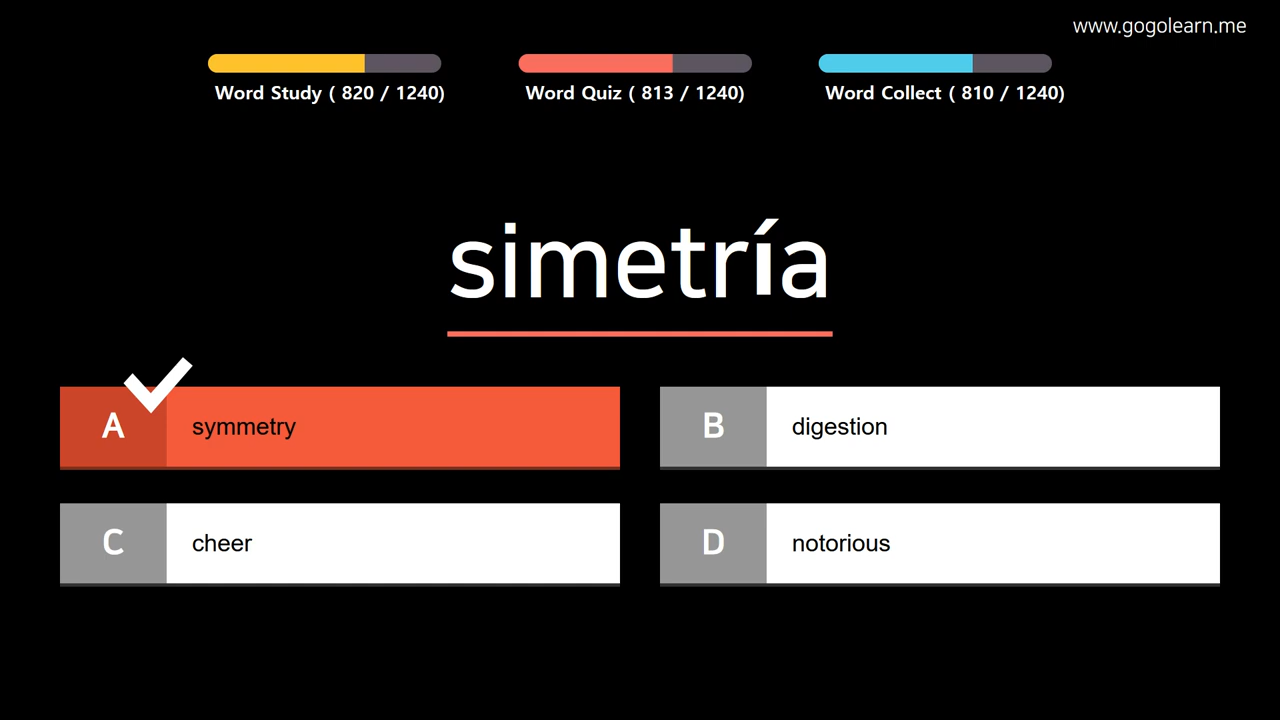 www.gogolearn.me
Word Study ( 820 / 1240)
Word Quiz ( 813 / 1240)
Word Collect ( 810 / 1240)
simetría
A symmetry
B digestion
C cheer
D notorious